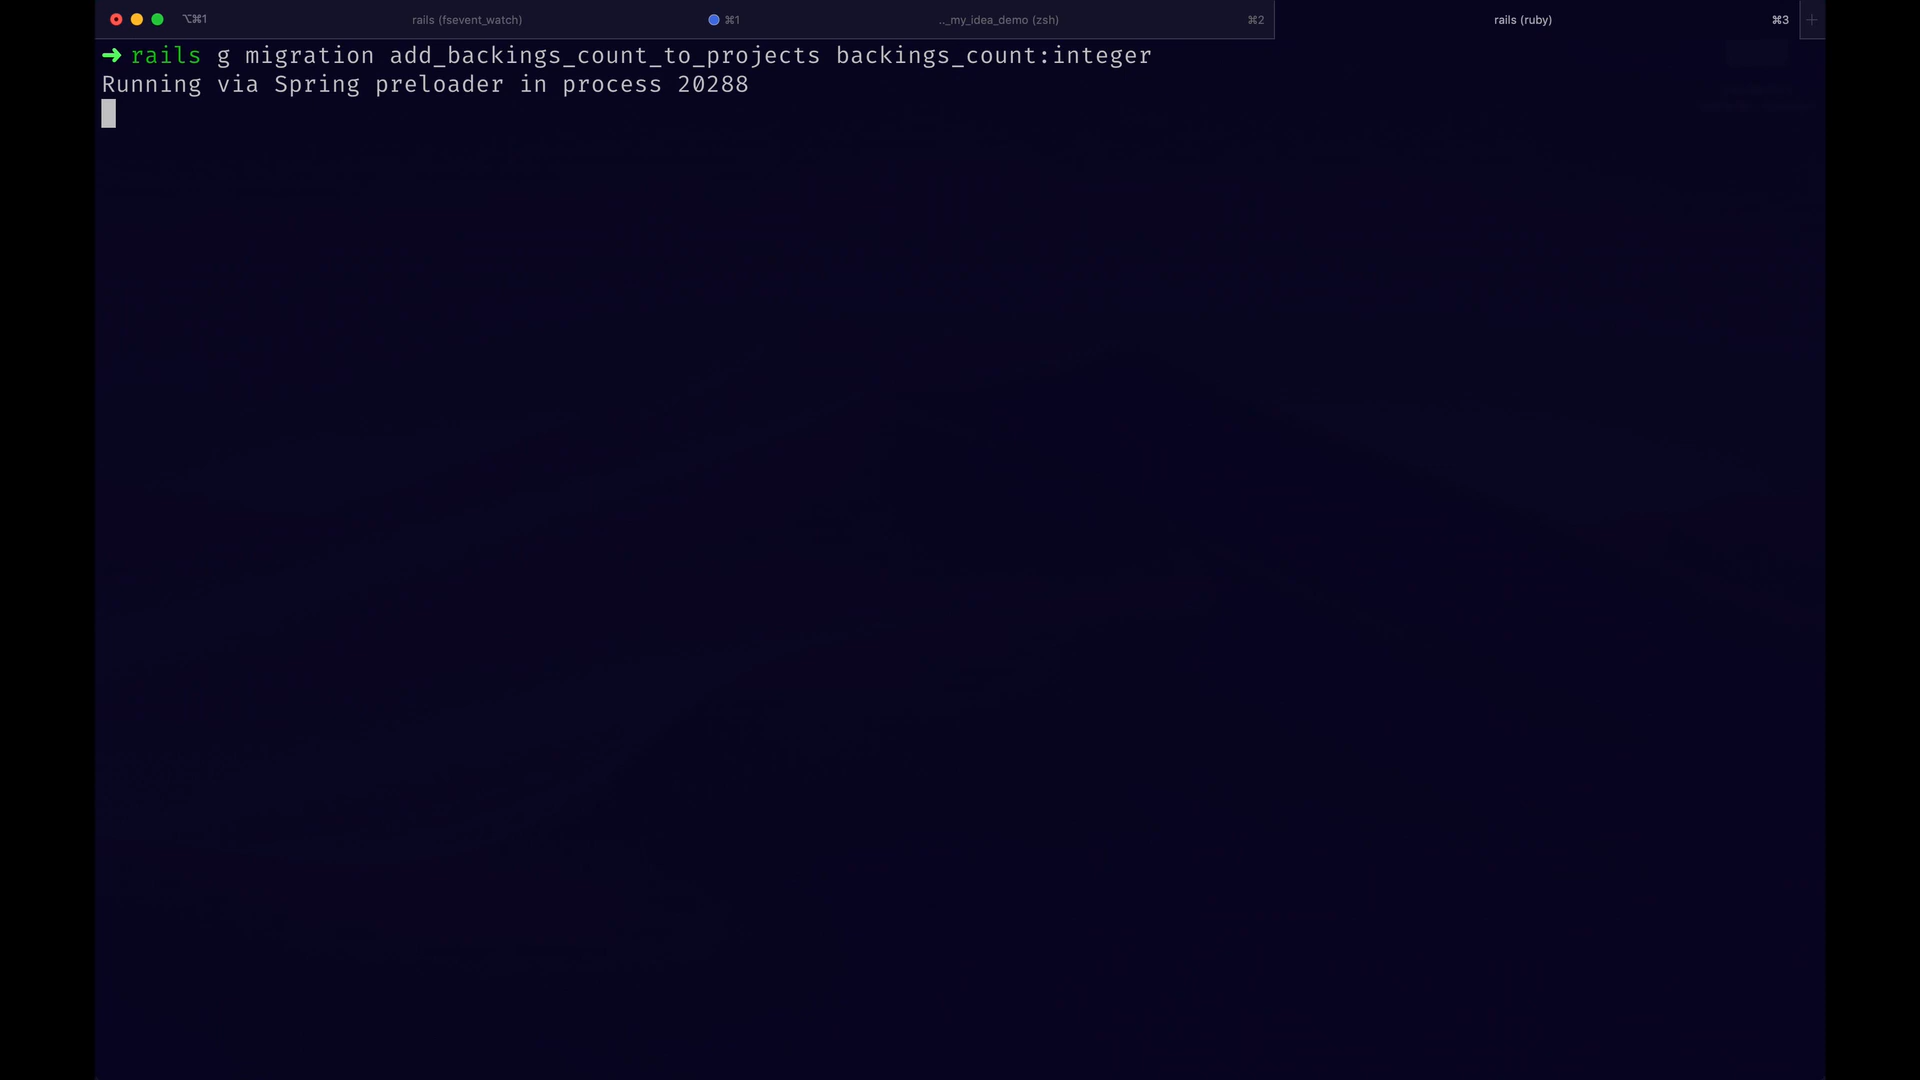 ⌥⌘1 rails (fsevent_watch) ⌘1 .._my_idea_demo (zsh) ⌘2 rails (ruby) ⌘3 +
➜ rails g migration add_backings_count_to_projects backings_count:integer
Running via Spring preloader in process 20288